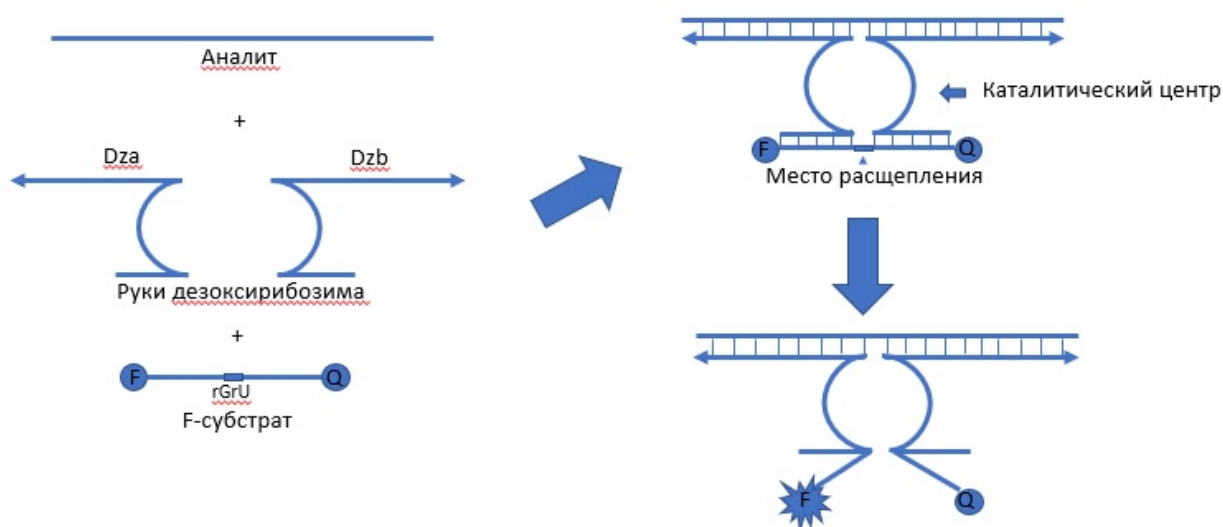 Аналит
+
Dza
Dzb
Руки дезоксирибозима
+
F
Q
rGrU
F-субстрат
Каталитический центр
F
Q
Место расщепления
F
Q